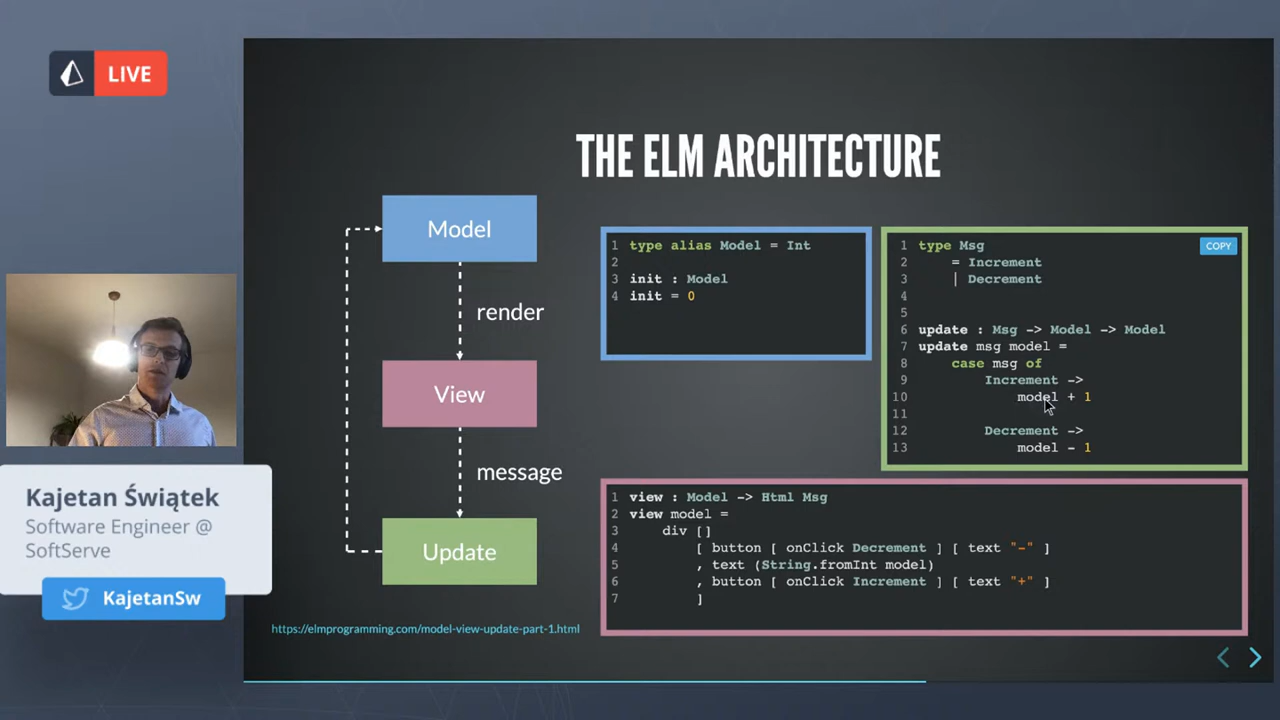 LIVE
THE ELM ARCHITECTURE
Model
render
View
message
Update
https://elmprogramming.com/model-view-update-part-1.html
1 type alias Model = Int
2
3 init : Model
4 init = 0
COPY
1 type Msg
2     = Increment
3     | Decrement
4
5
6 update : Msg -> Model -> Model
7 update msg model =
8     case msg of
9         Increment ->
10             model + 1
11
12         Decrement ->
13             model - 1
1 view : Model -> Html Msg
2 view model =
3     div []
4         [ button [ onClick Decrement ] [ text "-" ]
5         , text (String.fromInt model)
6         , button [ onClick Increment ] [ text "+" ]
7         ]
Kajetan Świątek
Software Engineer @
SoftServe
KajetanSw